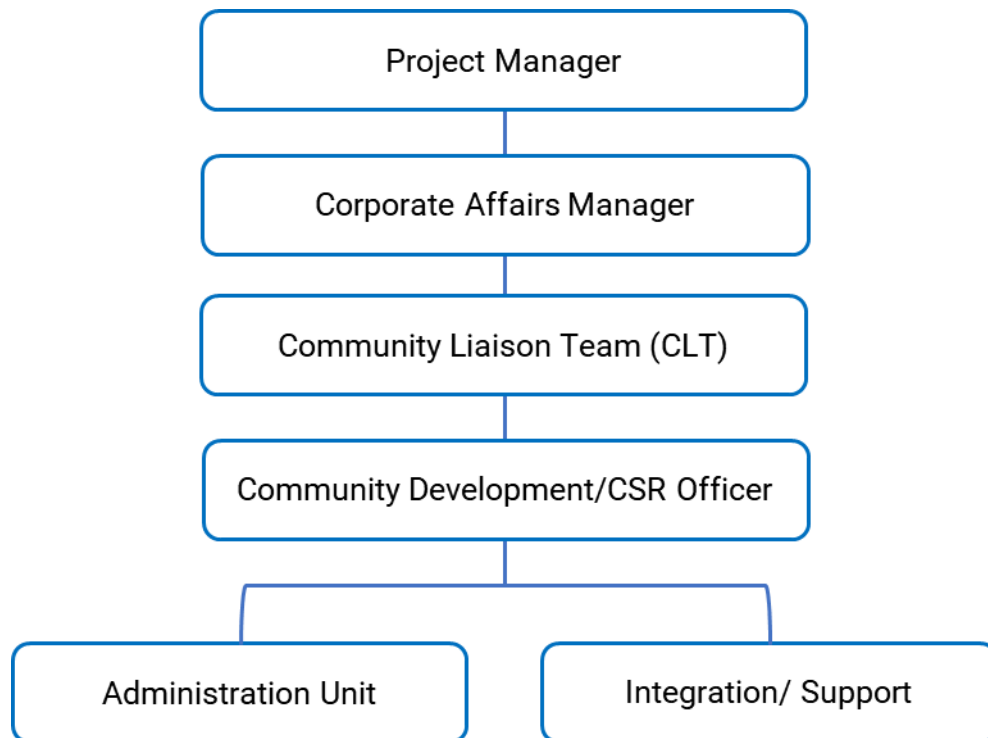 Project Manager
Corporate Affairs Manager
Community Liaison Team (CLT)
Community Development/CSR Officer
Administration Unit
Integration/ Support